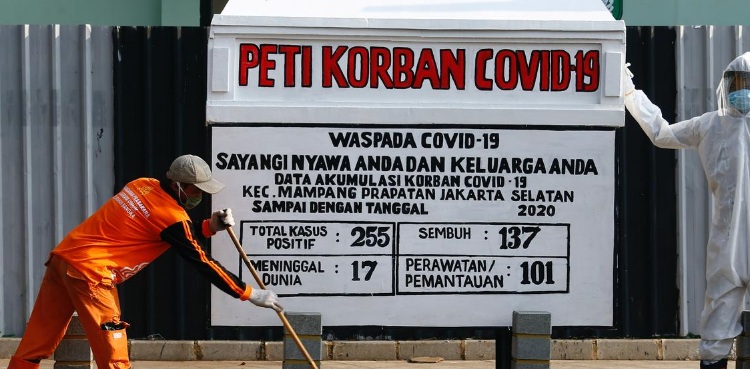 PETI KORBAN COVID-19
WASPADA COVID-19
SAYANGI NYAWA ANDA DAN KELUARGA ANDA
DATA AKUMULASI KORBAN COVID-19
KEC. MAMPANG PRAPATAN JAKARTA SELATAN
SAMPAI DENGAN TANGGAL 2020
TOTAL KASUS POSITIF : 255
SEMBUH : 137
MENINGGAL DUNIA : 17
PERAWATAN/ PEMANTAUAN : 101